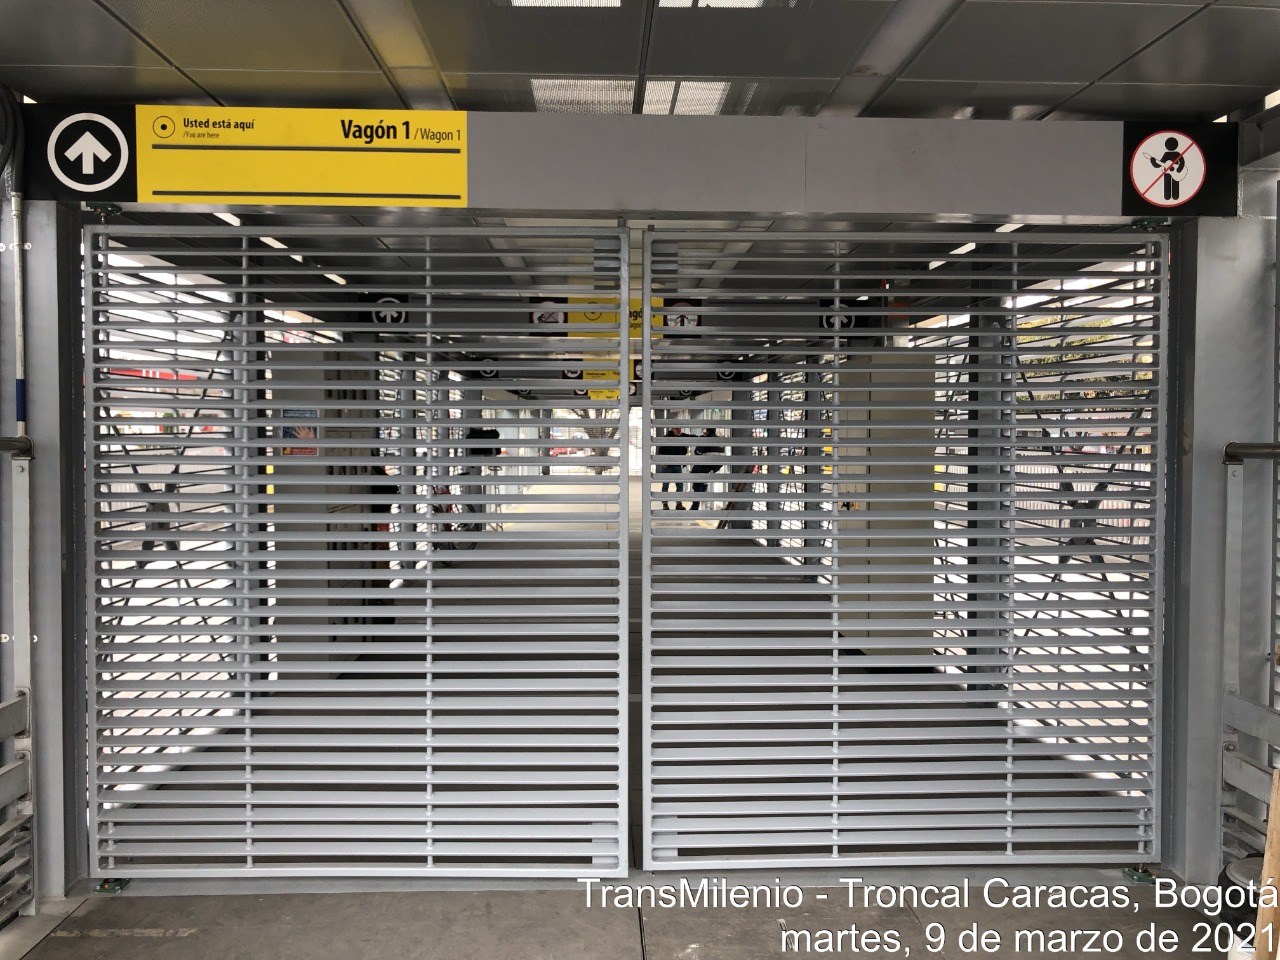 Usted está aquí
/You are here
Vagón 1 / Wagon 1
TransMilenio - Troncal Caracas, Bogotá
martes, 9 de marzo de 2021